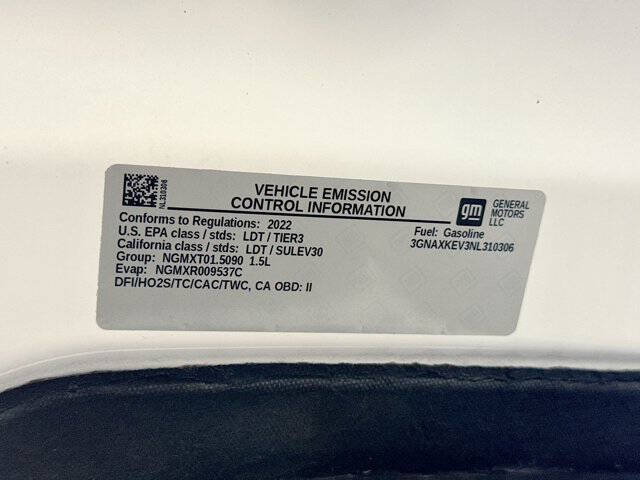 NL310306
VEHICLE EMISSION
CONTROL INFORMATION
gm
GENERAL
MOTORS
LLC
Conforms to Regulations: 2022
U.S. EPA class / stds: LDT / TIER3
California class / stds: LDT / SULEV30
Group: NGMXT01.5090 1.5L
Evap: NGMXR009537C
DFI/HO2S/TC/CAC/TWC, CA OBD: II
Fuel: Gasoline
3GNAXKEV3NL310306